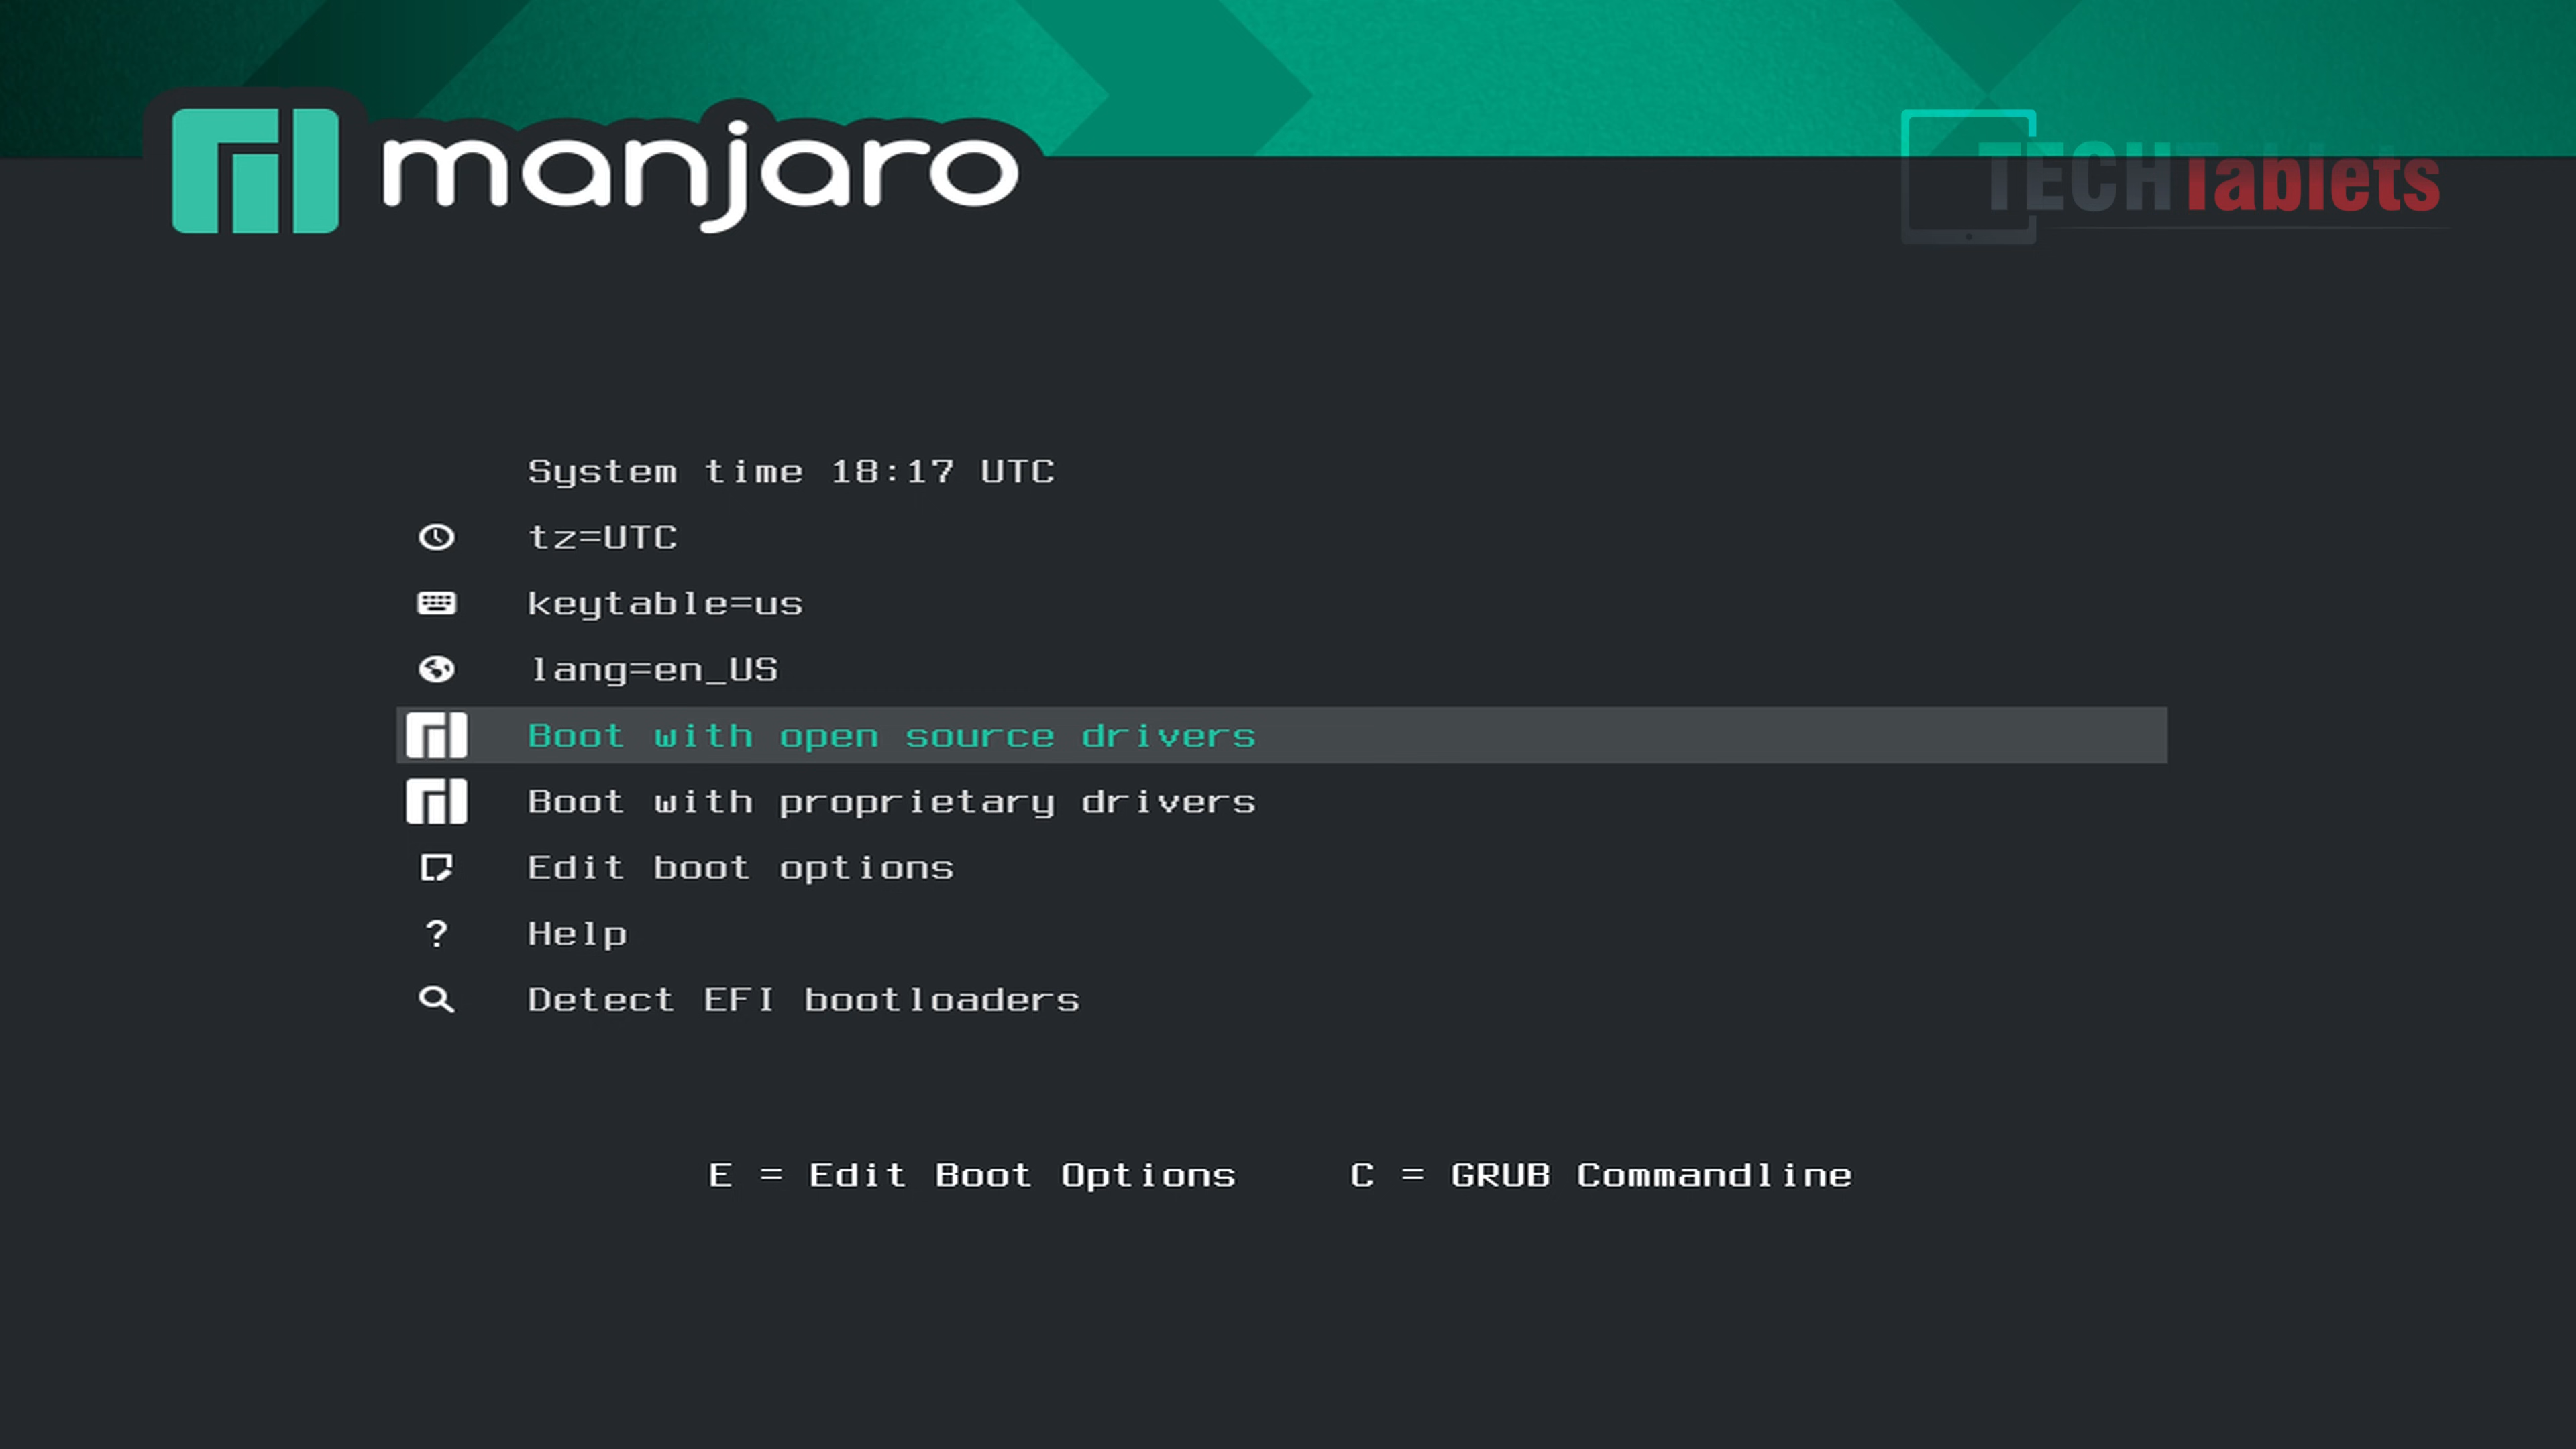 manjaro
TECHTablets
System time 18:17 UTC
tz=UTC
keytable=us
lang=en_US
Boot with open source drivers
Boot with proprietary drivers
Edit boot options
? Help
Detect EFI bootloaders
E = Edit Boot Options C = GRUB Commandline